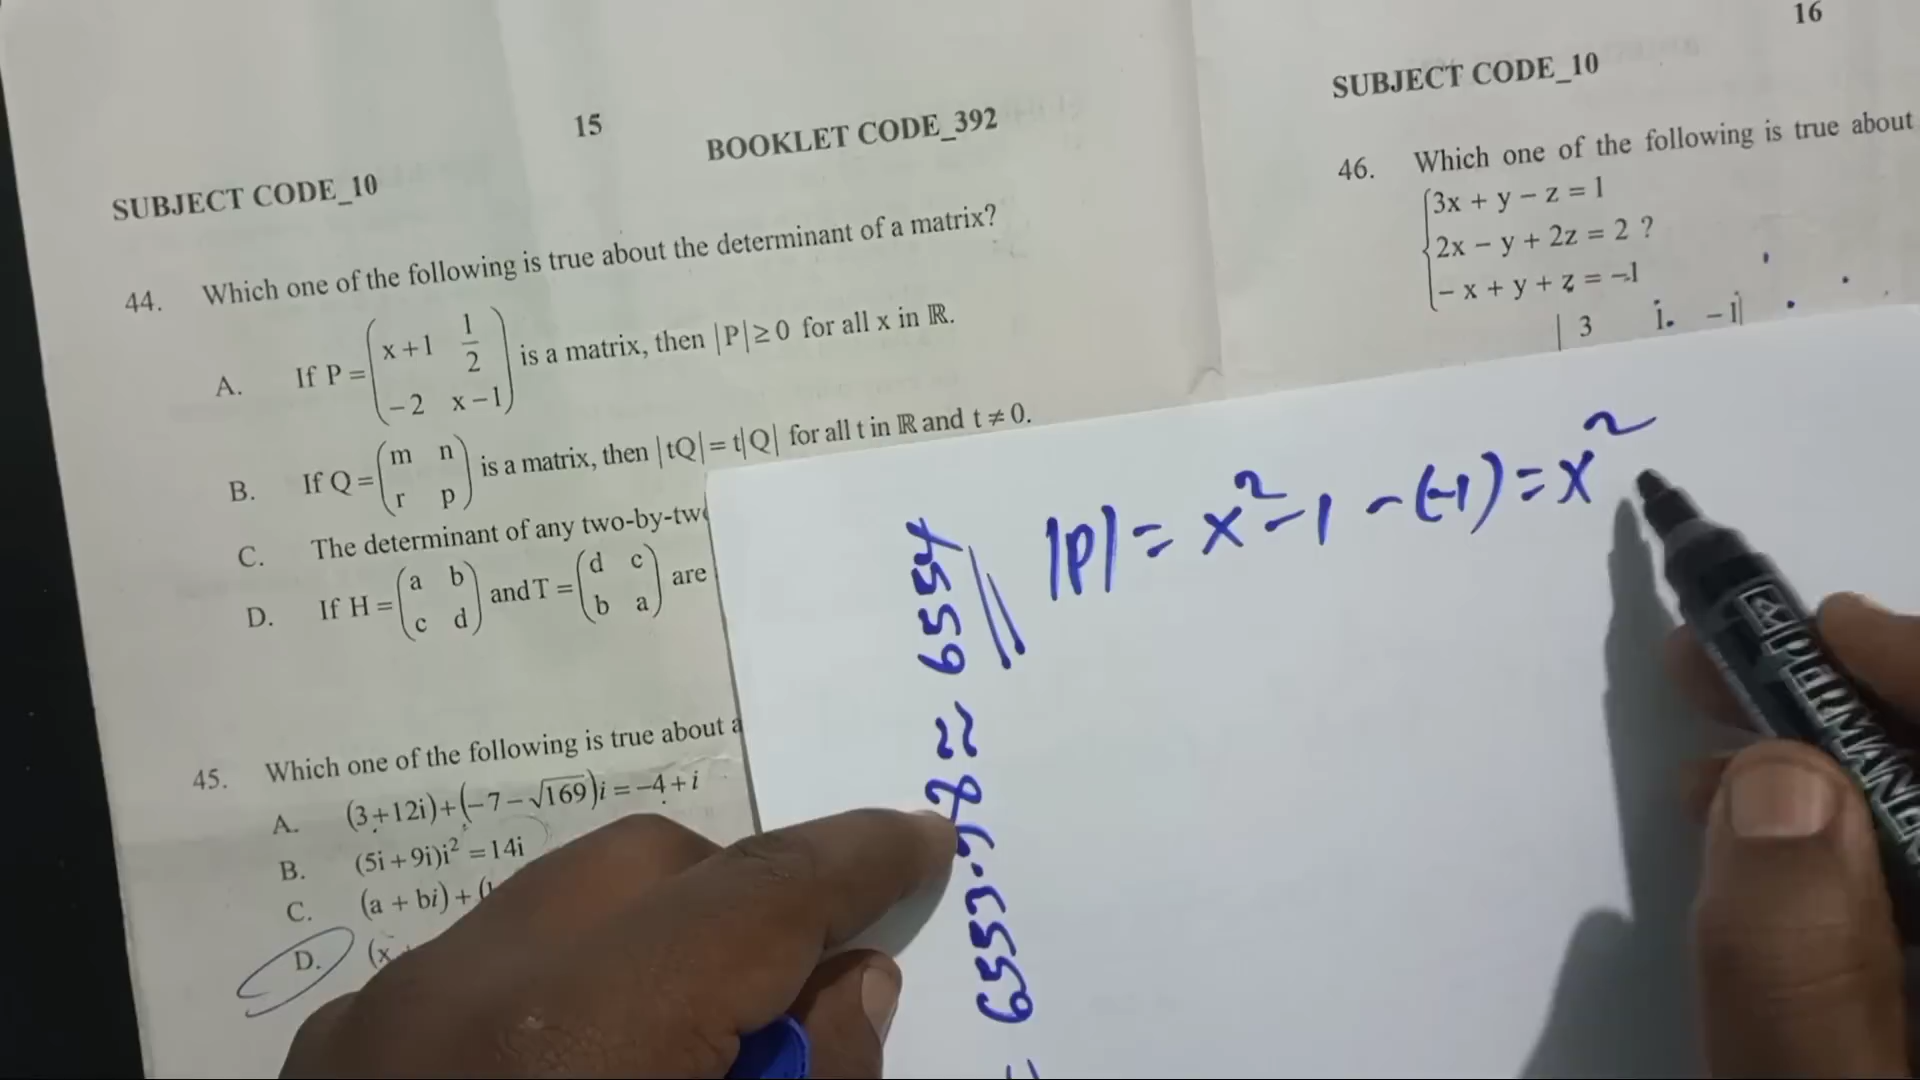 15
BOOKLET CODE_392
SUBJECT CODE_10
44. Which one of the following is true about the determinant of a matrix?
A. If P = (x+1 1/2
-2 x-1) is a matrix, then |P| ≥ 0 for all x in ℝ.
B. If Q = (m n
r p) is a matrix, then |tQ| = t|Q| for all t in ℝ and t ≠ 0.
C. The determinant of any two-by-two
D. If H = (a b
c d) and T = (d c
b a) are
45. Which one of the following is true about a
A. (3+12i)+(-7-√169)i = -4+i
B. (5i+9i)i² = 14i
C. (a + bi) + (
D. (x
16
SUBJECT CODE_10
46. Which one of the following is true about
{3x + y - z = 1
2x - y + 2z = 2 ?
- x + y + z = -1
| 3 1 -1|
|P| = x²-1 - (-1) = x²
= 6553.98 ≈ 6554
PERMAN